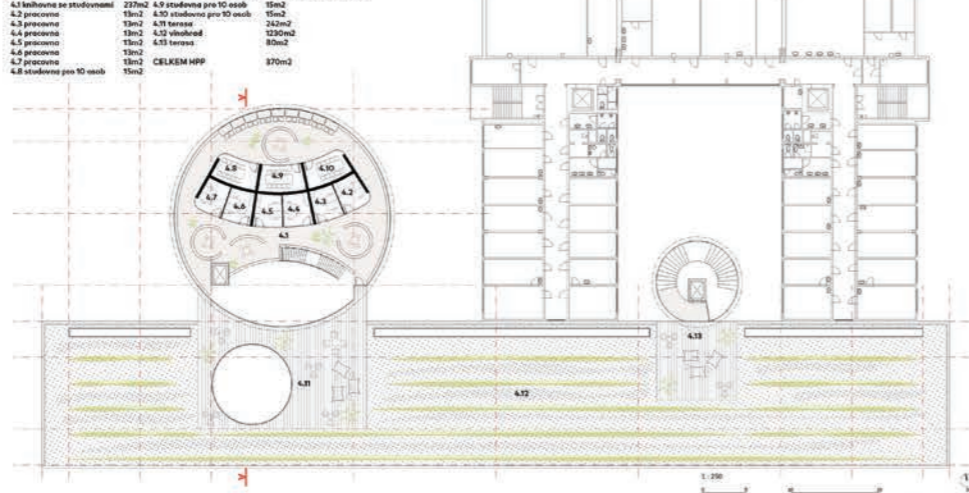 4.1 knihovna se studovnami 237m2 4.9 studovna pro 10 osob 15m2
4.2 pracovna 13m2 4.10 studovna pro 10 osob 15m2
4.3 pracovna 13m2 4.11 terasa 242m2
4.4 pracovna 13m2 4.12 vinohrad 1230m2
4.5 pracovna 13m2 4.13 terasa 80m2
4.6 pracovna 13m2
4.7 pracovna 13m2 CELKEM HPP 370m2
4.8 studovna pro 10 osob 15m2
4.8 4.9 4.10
4.7 4.6 4.5 4.4 4.3 4.2
4.1
4.13
4.11
4.12
1:250